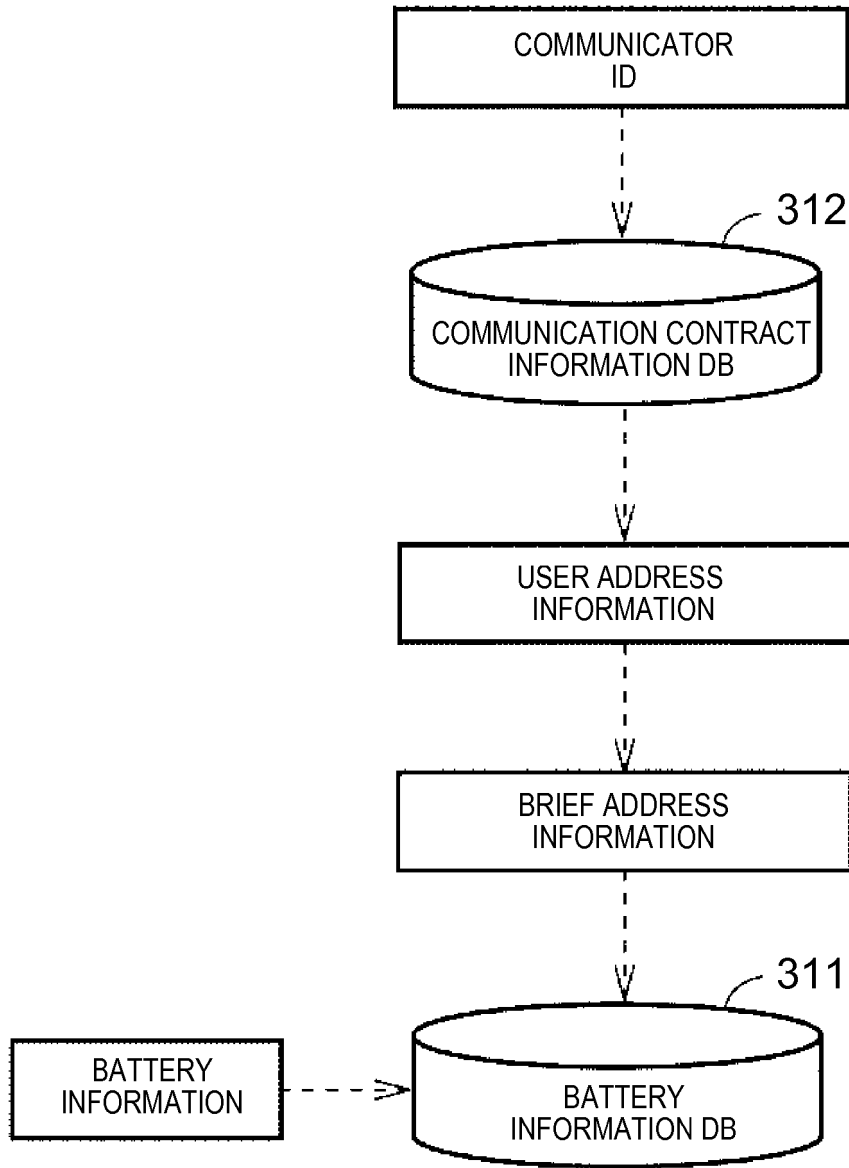 COMMUNICATOR
ID
312
COMMUNICATION CONTRACT
INFORMATION DB
USER ADDRESS
INFORMATION
BRIEF ADDRESS
INFORMATION
311
BATTERY
INFORMATION
BATTERY
INFORMATION DB